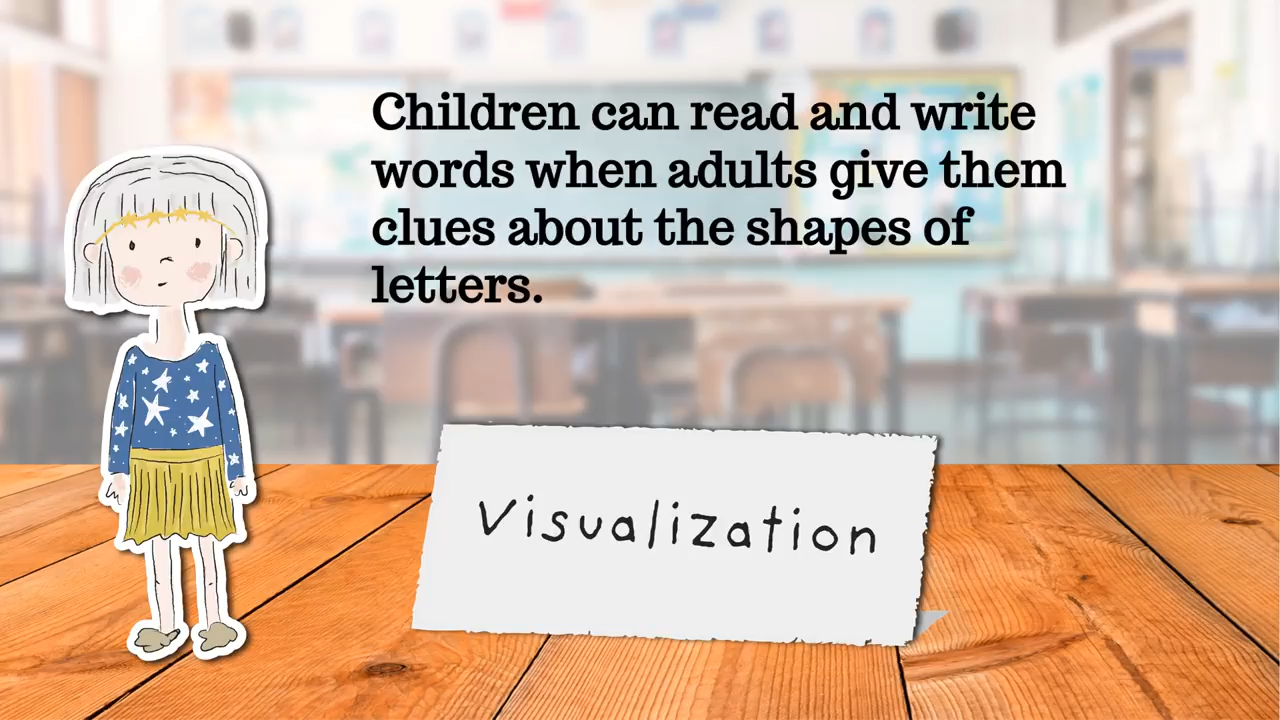 Children can read and write
words when adults give them
clues about the shapes of
letters.
Visualization